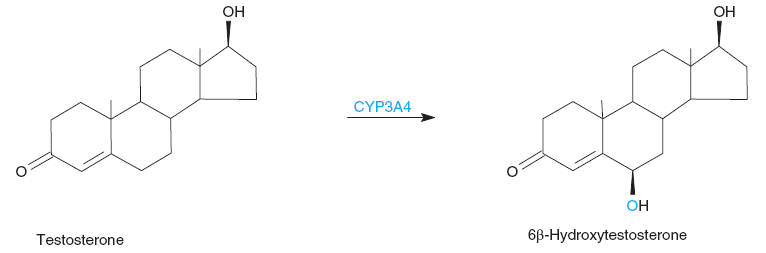 OH
OH
CYP3A4
O
O
OH
Testosterone
6β-Hydroxytestosterone